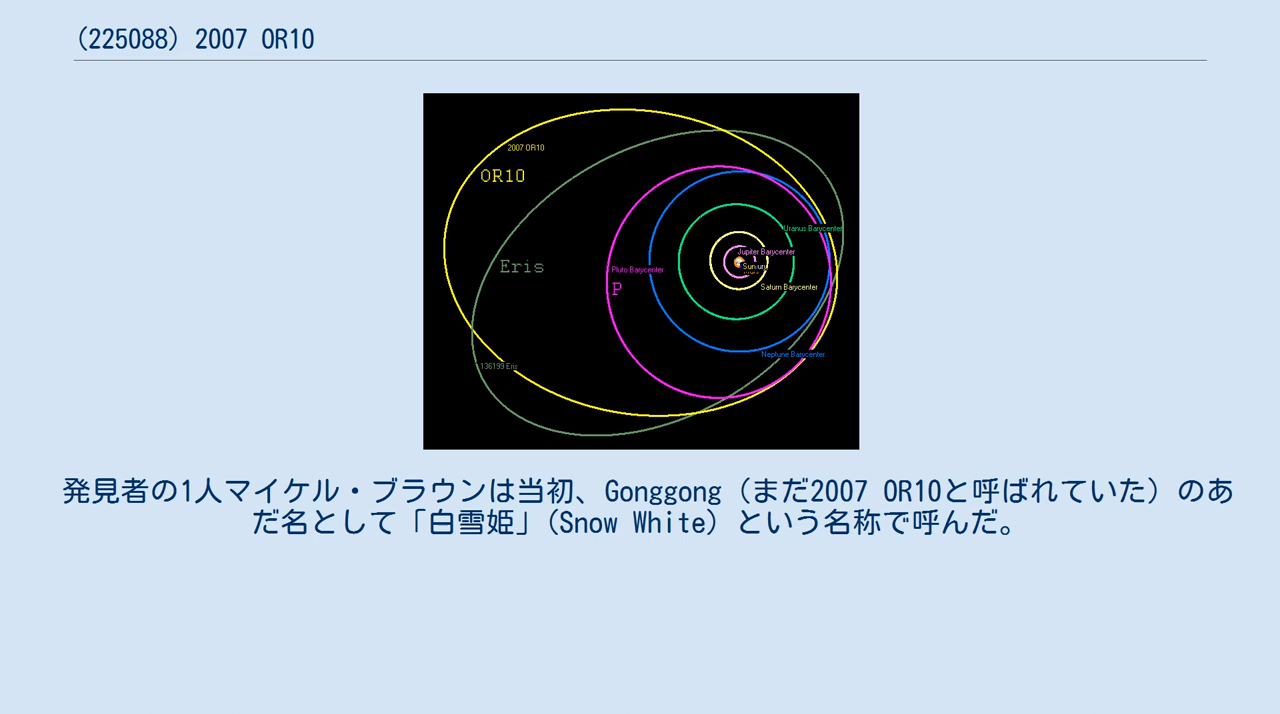 (225088) 2007 OR10
2007 OR10
OR10
Uranus Barycenter
Jupiter Barycenter
Eris
Pluto Barycenter
P
Saturn Barycenter
Neptune Barycenter
136199 Eris
発見者の1人マイケル・ブラウンは当初、Gonggong（まだ2007 OR10と呼ばれていた）のあ
だ名として「白雪姫」（Snow White）という名称で呼んだ。